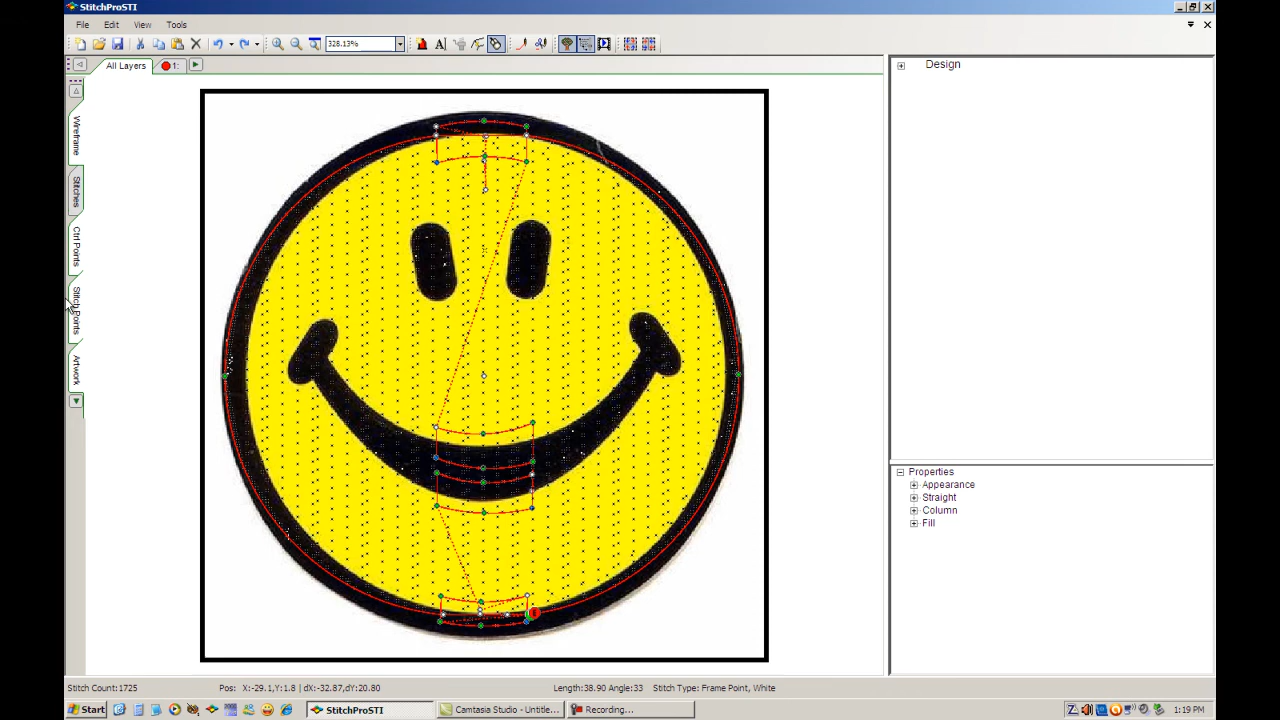 StitchProSTI
File Edit View Tools
328.13%
All Layers 1:
Wireframe
Stitches
Ctrl Points
Stitch Points
Artwork
Design
Properties
Appearance
Straight
Column
Fill
Stitch Count:1725 Pos: X:-29.1,Y:1.8 | dX:-32.87,dY:20.80 Length:38.90 Angle:33 Stitch Type: Frame Point, White
Start StitchProSTI Camtasia Studio - Untitle... Recording... 1:19 PM